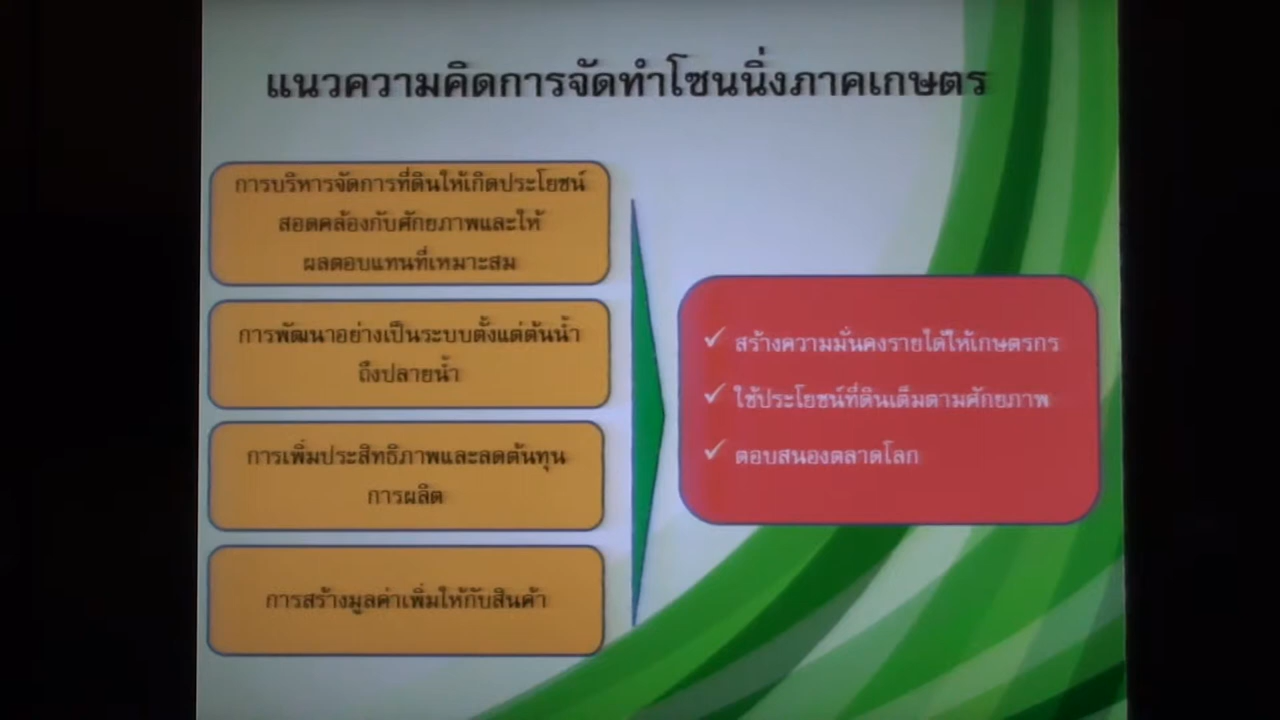 แนวความคิดการจัดทำโซนนิ่งภาคเกษตร
การบริหารจัดการที่ดินให้เกิดประโยชน์
สอดคล้องกับศักยภาพและให้
ผลตอบแทนที่เหมาะสม
การพัฒนาอย่างเป็นระบบตั้งแต่ต้นน้ำ
ถึงปลายน้ำ
การเพิ่มประสิทธิภาพและลดต้นทุน
การผลิต
การสร้างมูลค่าเพิ่มให้กับสินค้า
✓ สร้างความมั่นคงรายได้ให้เกษตรกร
✓ ใช้ประโยชน์ที่ดินเต็มตามศักยภาพ
✓ ตอบสนองตลาดโลก